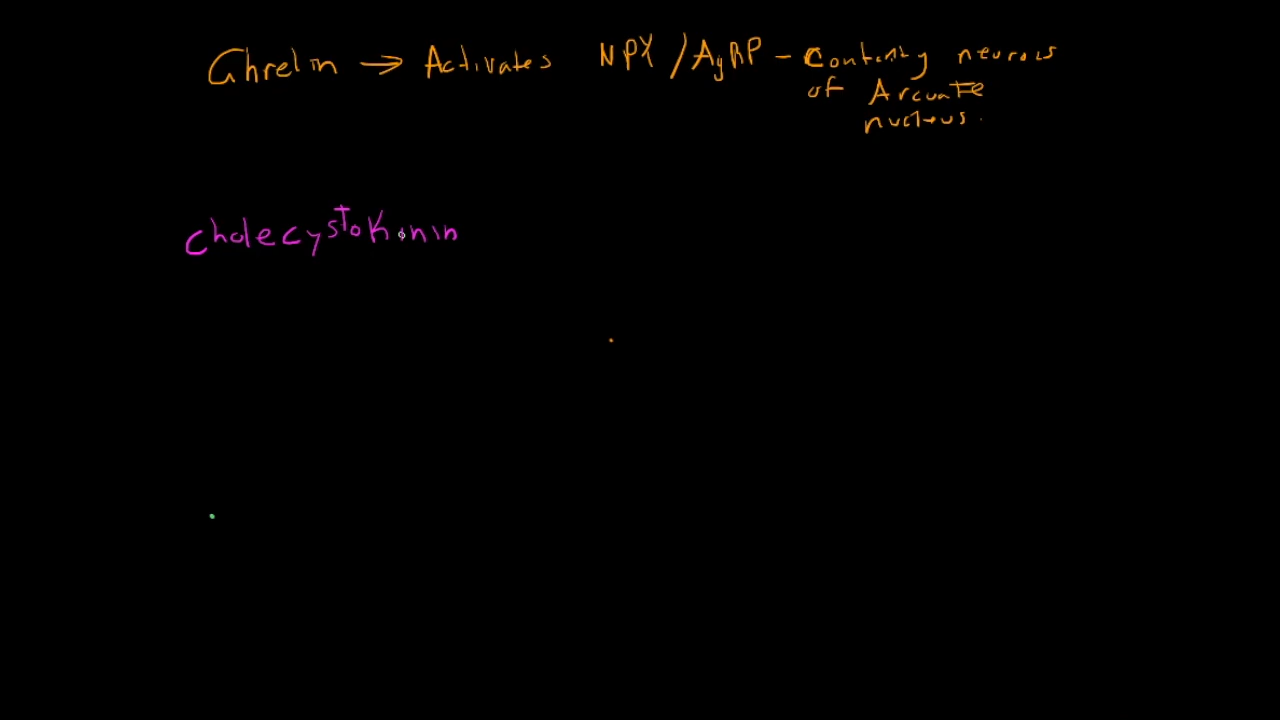 Ghrelin → Activates NPY / AgRP - Containing neurons
of Arcuate
nucleus.
Cholecystokinin